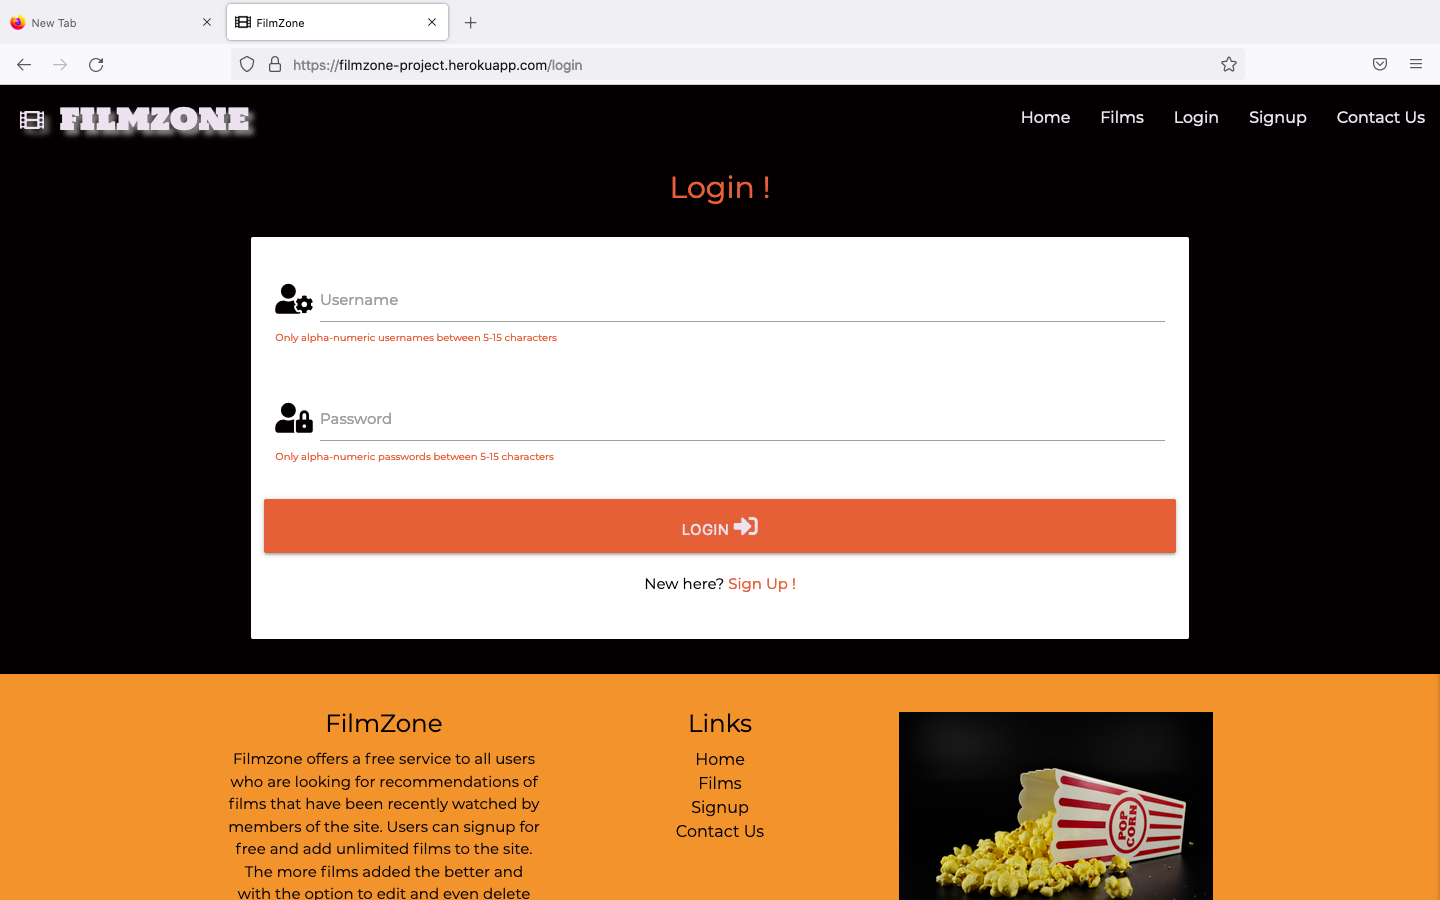 New Tab
FilmZone
https://filmzone-project.herokuapp.com/login
FILMZONE
Home
Films
Login
Signup
Contact Us
Login !
Username
Only alpha-numeric usernames between 5-15 characters
Password
Only alpha-numeric passwords between 5-15 characters
LOGIN
New here? Sign Up !
FilmZone
Filmzone offers a free service to all users
who are looking for recommendations of
films that have been recently watched by
members of the site. Users can signup for
free and add unlimited films to the site.
The more films added the better and
with the option to edit and even delete
Links
Home
Films
Signup
Contact Us
POP
CORN